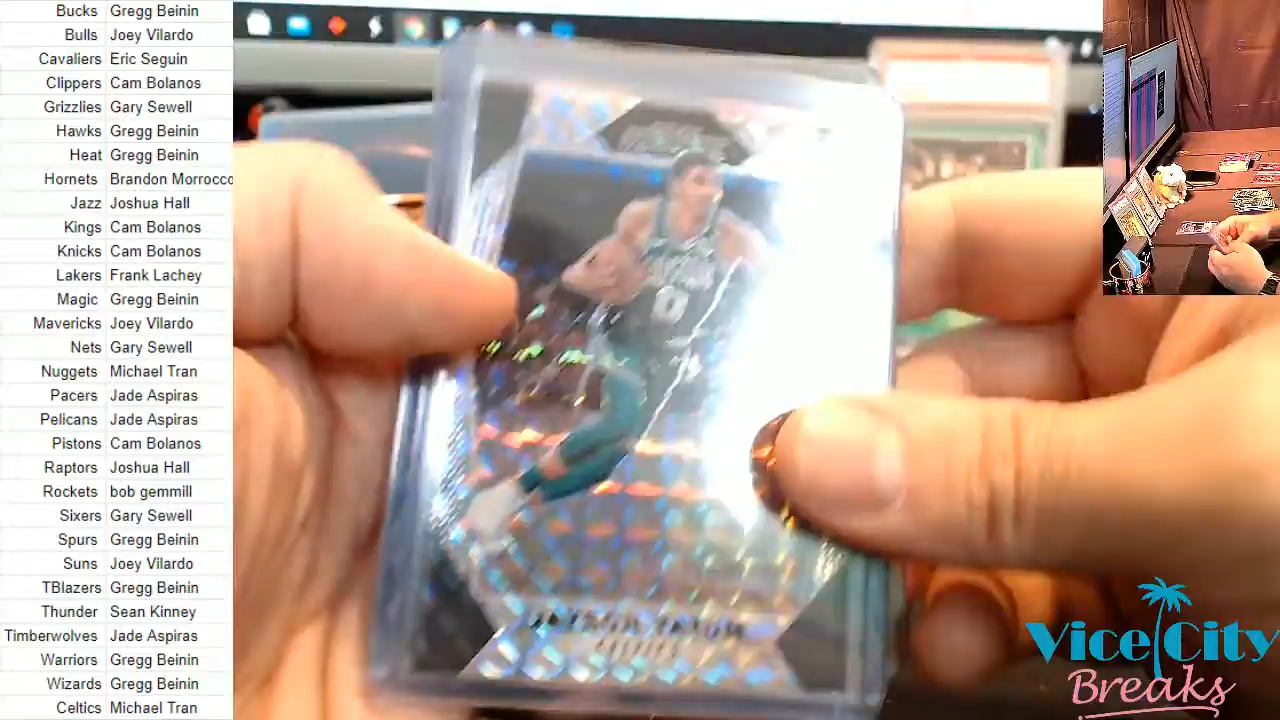 Bucks Gregg Beinin
Bulls Joey Vilardo
Cavaliers Eric Seguin
Clippers Cam Bolanos
Grizzlies Gary Sewell
Hawks Gregg Beinin
Heat Gregg Beinin
Hornets Brandon Morrocco
Jazz Joshua Hall
Kings Cam Bolanos
Knicks Cam Bolanos
Lakers Frank Lachey
Magic Gregg Beinin
Mavericks Joey Vilardo
Nets Gary Sewell
Nuggets Michael Tran
Pacers Jade Aspiras
Pelicans Jade Aspiras
Pistons Cam Bolanos
Raptors Joshua Hall
Rockets bob gemmill
Sixers Gary Sewell
Spurs Gregg Beinin
Suns Joey Vilardo
TBlazers Gregg Beinin
Thunder Sean Kinney
Timberwolves Jade Aspiras
Warriors Gregg Beinin
Wizards Gregg Beinin
Celtics Michael Tran
0
JAYSON TATUM
Vice City
Breaks